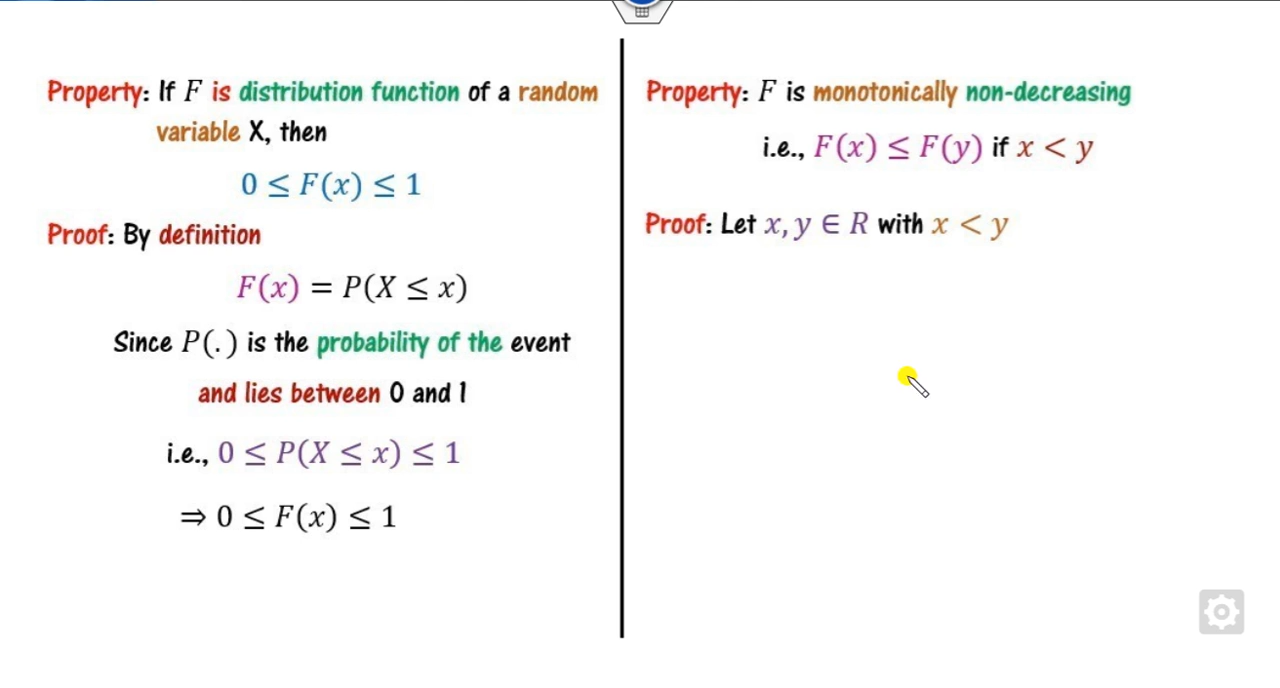 Property: If F is distribution function of a random
variable X, then
0 ≤ F(x) ≤ 1
Proof: By definition
F(x) = P(X ≤ x)
Since P(.) is the probability of the event
and lies between 0 and 1
i.e., 0 ≤ P(X ≤ x) ≤ 1
⇒ 0 ≤ F(x) ≤ 1
Property: F is monotonically non-decreasing
i.e., F(x) ≤ F(y) if x < y
Proof: Let x, y ∈ R with x < y